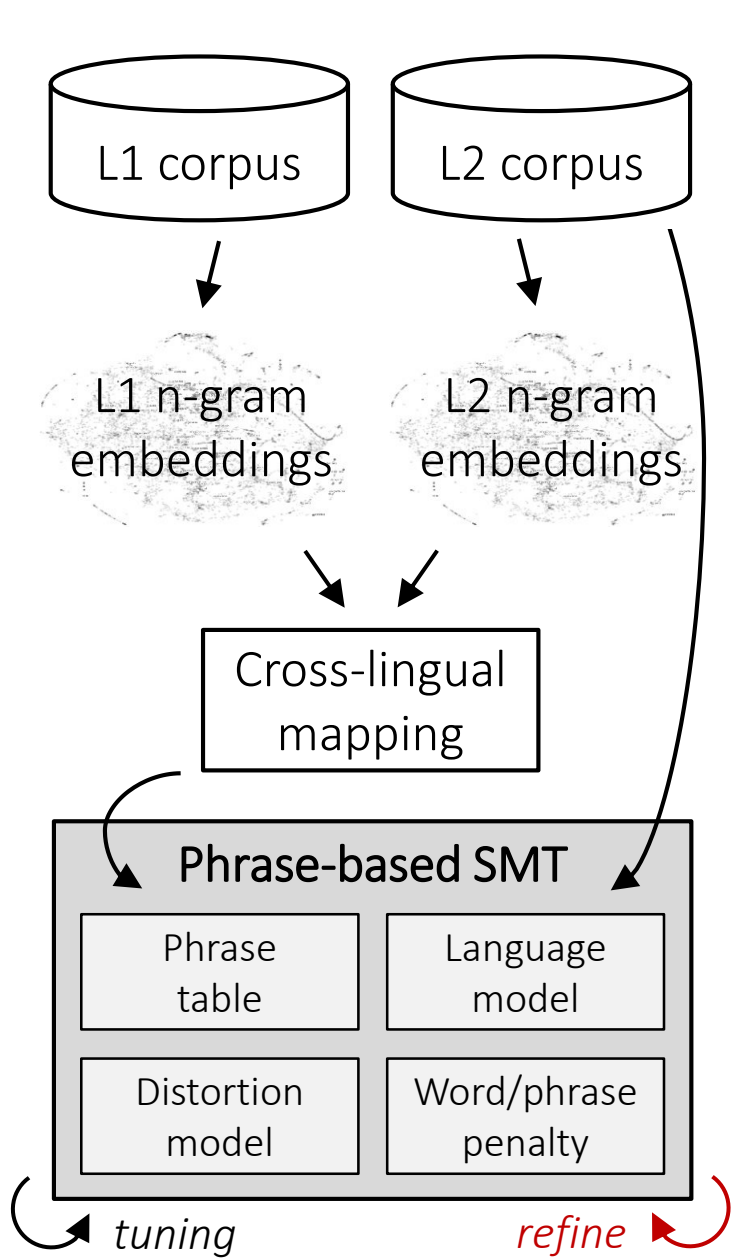 L1 corpus
L2 corpus
L1 n-gram
embeddings
L2 n-gram
embeddings
Cross-lingual
mapping
Phrase-based SMT
Phrase
table
Language
model
Distortion
model
Word/phrase
penalty
tuning
refine